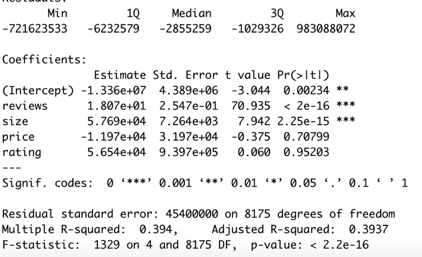 Residuals:
Min 1Q Median 3Q Max
-721623533 -6232579 -2855259 -1029326 983088072
Coefficients:
Estimate Std. Error t value Pr(>|t|)
(Intercept) -1.336e+07 4.389e+06 -3.044 0.00234 **
reviews 1.807e+01 2.547e-01 70.935 < 2e-16 ***
size 5.769e+04 7.264e+03 7.942 2.25e-15 ***
price -1.197e+04 3.197e+04 -0.375 0.70799
rating 5.654e+04 9.397e+05 0.060 0.95203
---
Signif. codes: 0 ‘***’ 0.001 ‘**’ 0.01 ‘*’ 0.05 ‘.’ 0.1 ‘ ’ 1
Residual standard error: 45400000 on 8175 degrees of freedom
Multiple R-squared: 0.394, Adjusted R-squared: 0.3937
F-statistic: 1329 on 4 and 8175 DF, p-value: < 2.2e-16